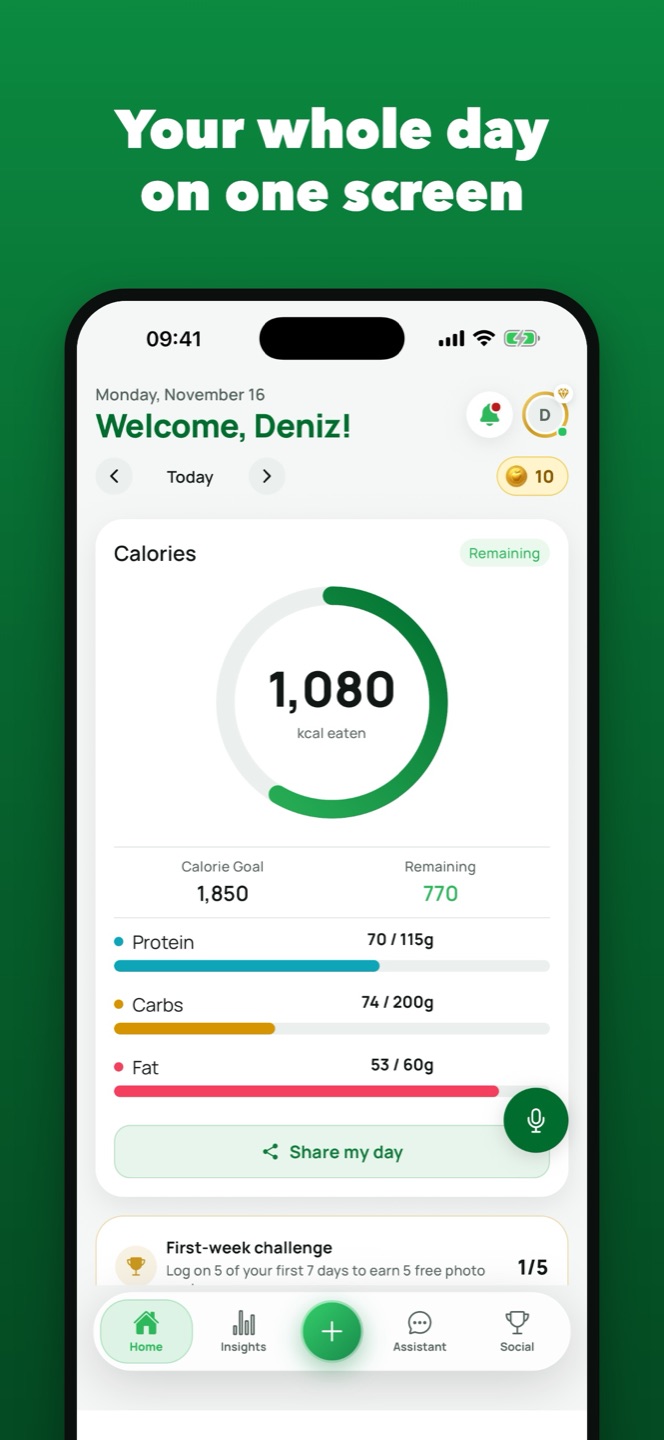 Your whole day
on one screen
09:41
Monday, November 16
Welcome, Deniz!
D
Today
10
Calories
Remaining
1,080
kcal eaten
Calorie Goal
Remaining
1,850
770
Protein
70 / 115g
Carbs
74 / 200g
Fat
53 / 60g
Share my day
First-week challenge
Log on 5 of your first 7 days to earn 5 free photo
1/5
Home
Insights
Assistant
Social